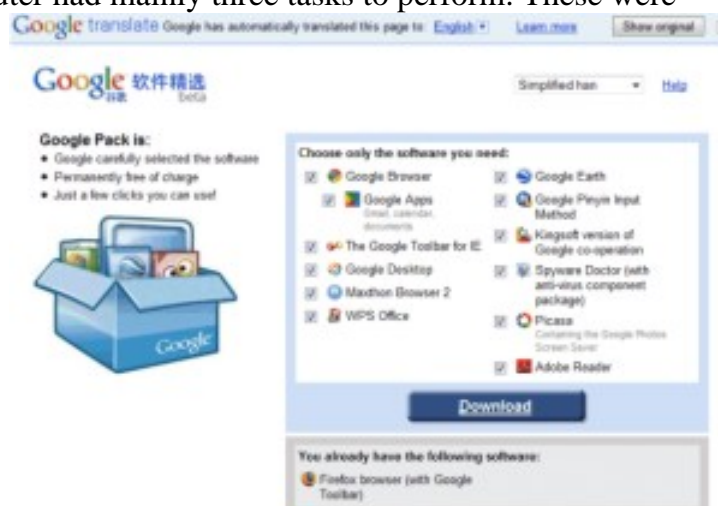 uter had mainly three tasks to perform. These were
Google translate Google has automatically translated this page to: English Learn more Show original
Google 软件精选
谷歌 beta
Simplified han Help
Google Pack is:
Google carefully selected the software
Permanently free of charge
Just a few clicks you can use!
Google
Choose only the software you need:
Google Browser
Google Apps
Gmail, calendar,
documents
The Google Toolbar for IE
Google Desktop
Maxthon Browser 2
WPS Office
Google Earth
Google Pinyin Input
Method
Kingsoft version of
Google co-operation
Spyware Doctor (with
anti-virus component
package)
Picasa
Containing the Google Photos
Screen Saver
Adobe Reader
Download
You already have the following software:
Firefox browser (with Google
Toolbar)